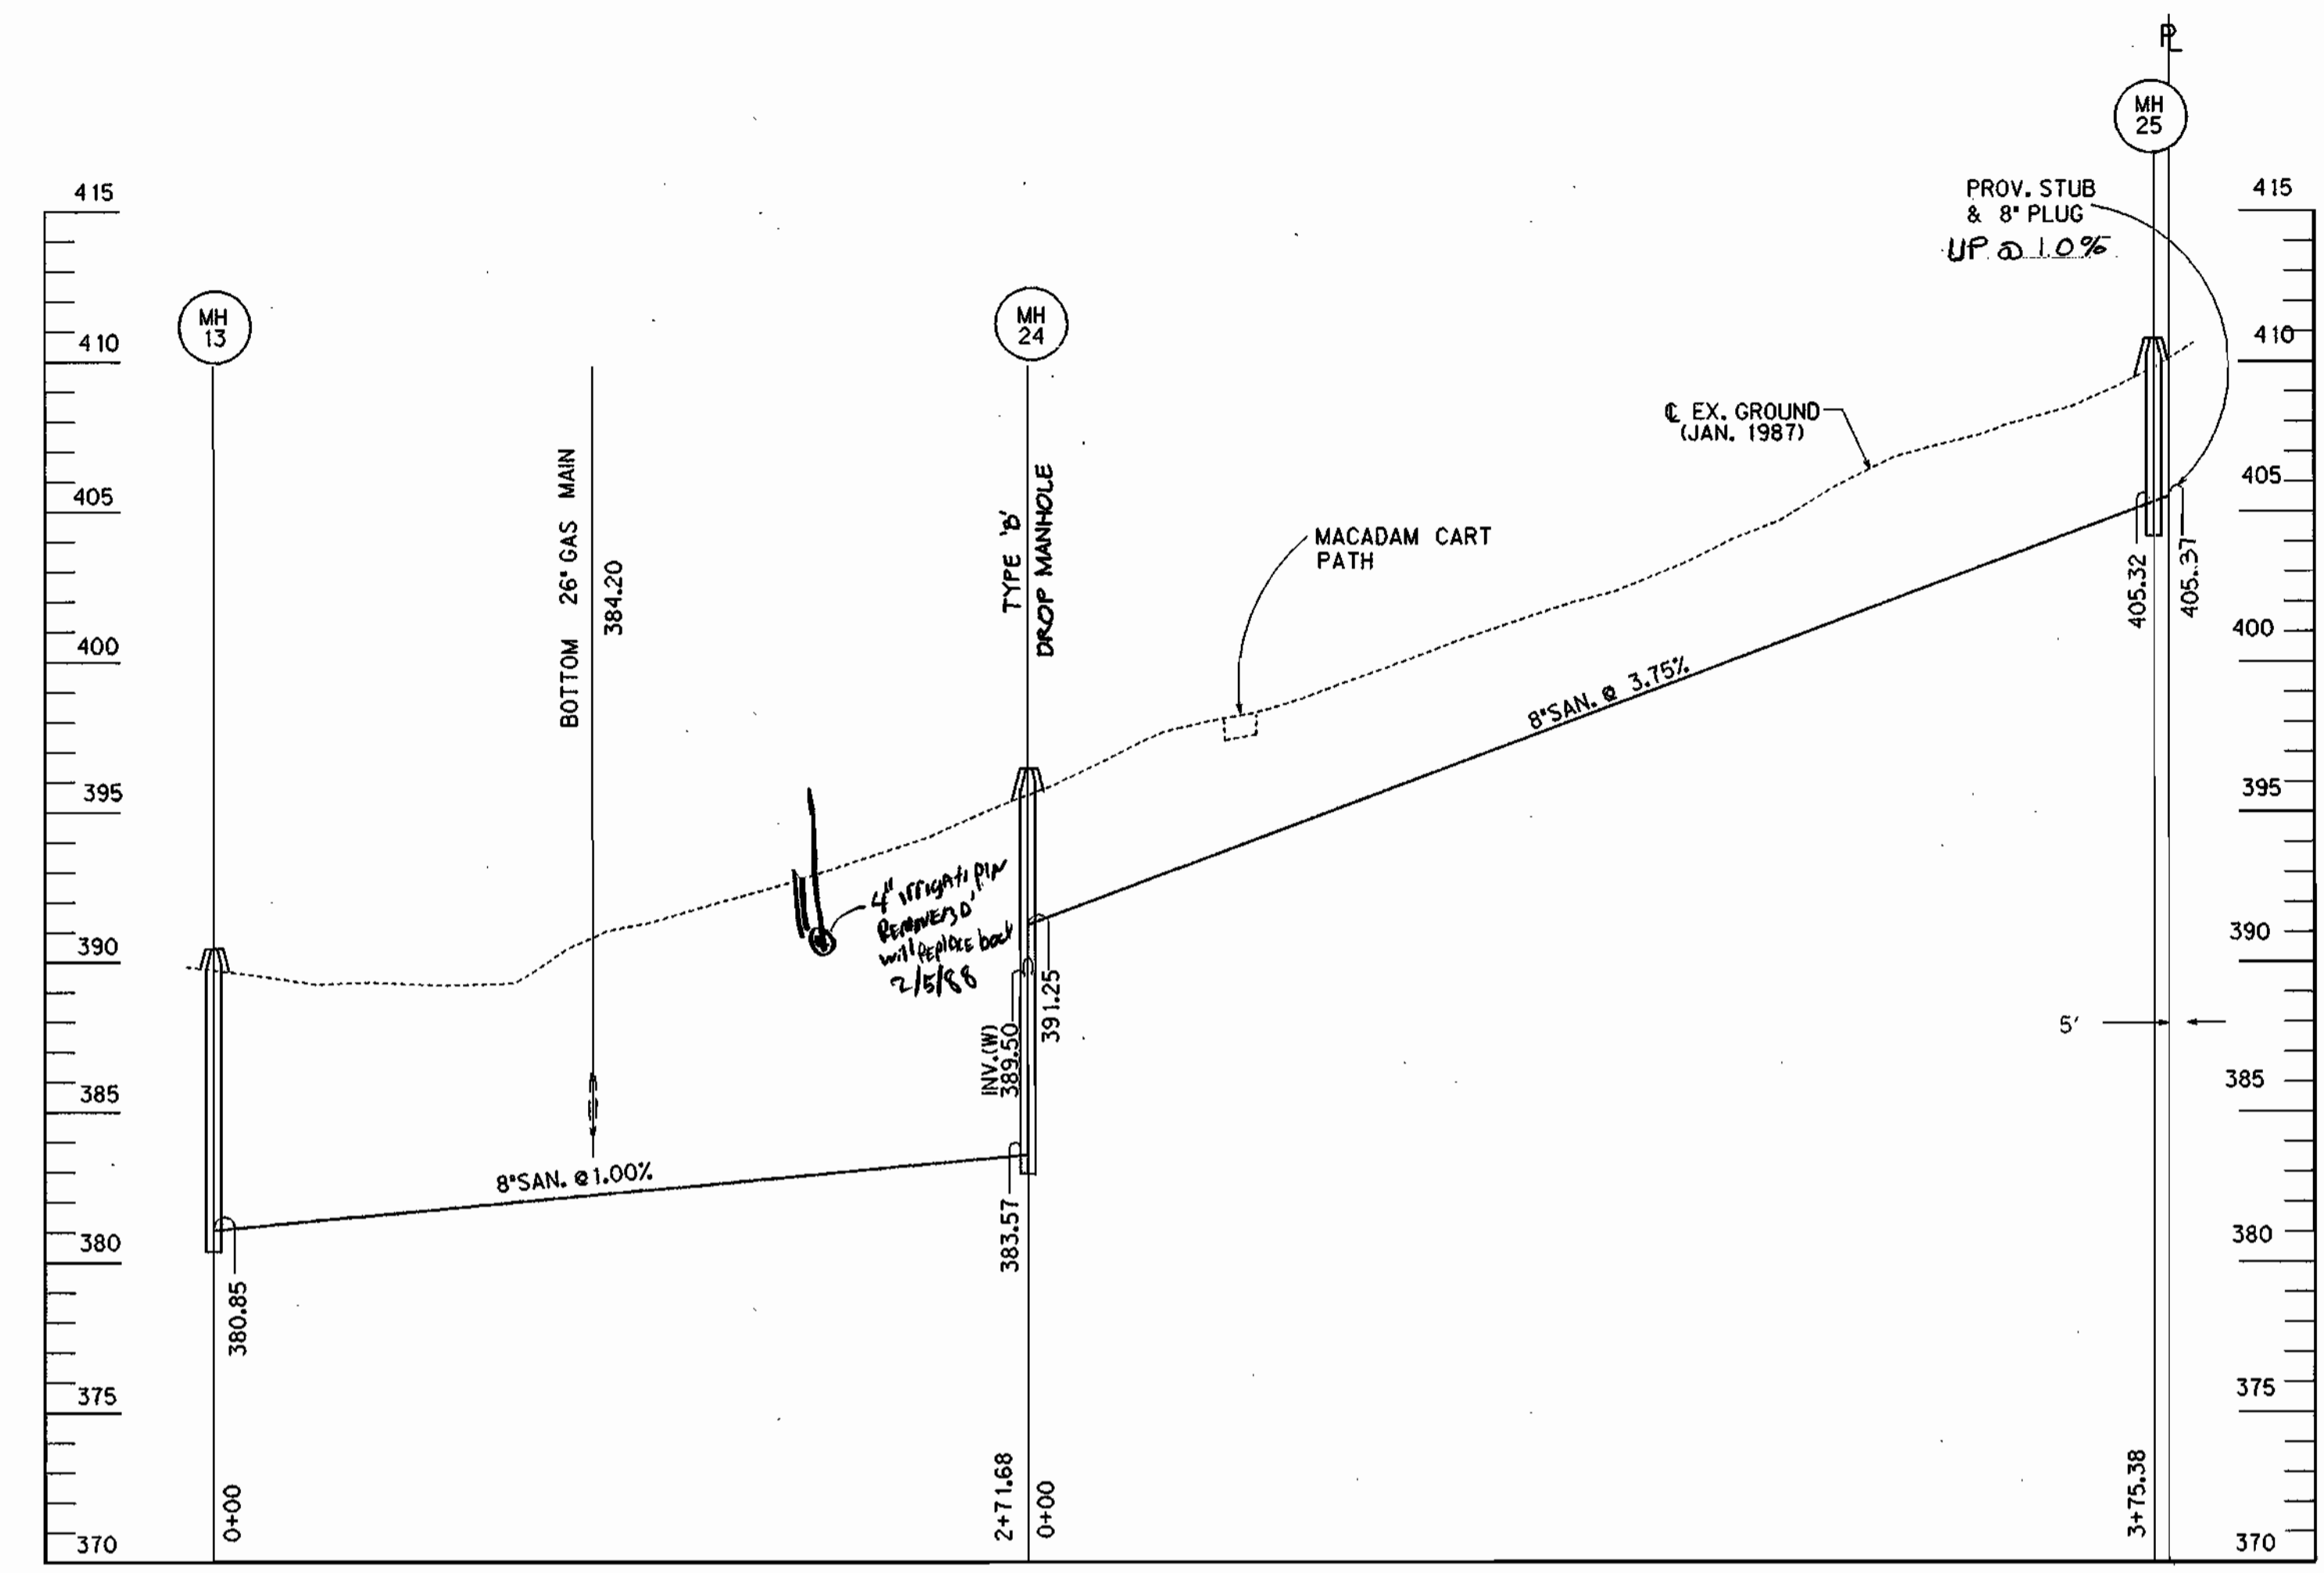 ℄ EX. GROUND
(JAN. 1987)
PROV. STUB
& 8" PLUG
UP @ 1.0%
MH
25
P̲L
MH
13
MH
24
415
410
405
400
395
390
385
380
375
370
415
410
405
400
395
390
385
380
375
370
BOTTOM 26" GAS MAIN
384.20
TYPE 'B'
DROP MANHOLE
MACADAM CART
PATH
8" SAN. @ 3.75%
405.32
405.37
4" irrigati
REMOVE
will REPLACE back
2/5/88
INV.(W)
389.50
391.25
5'
8" SAN. @ 1.00%
380.85
383.57
0+00
2+71.68
0+00
3+75.38